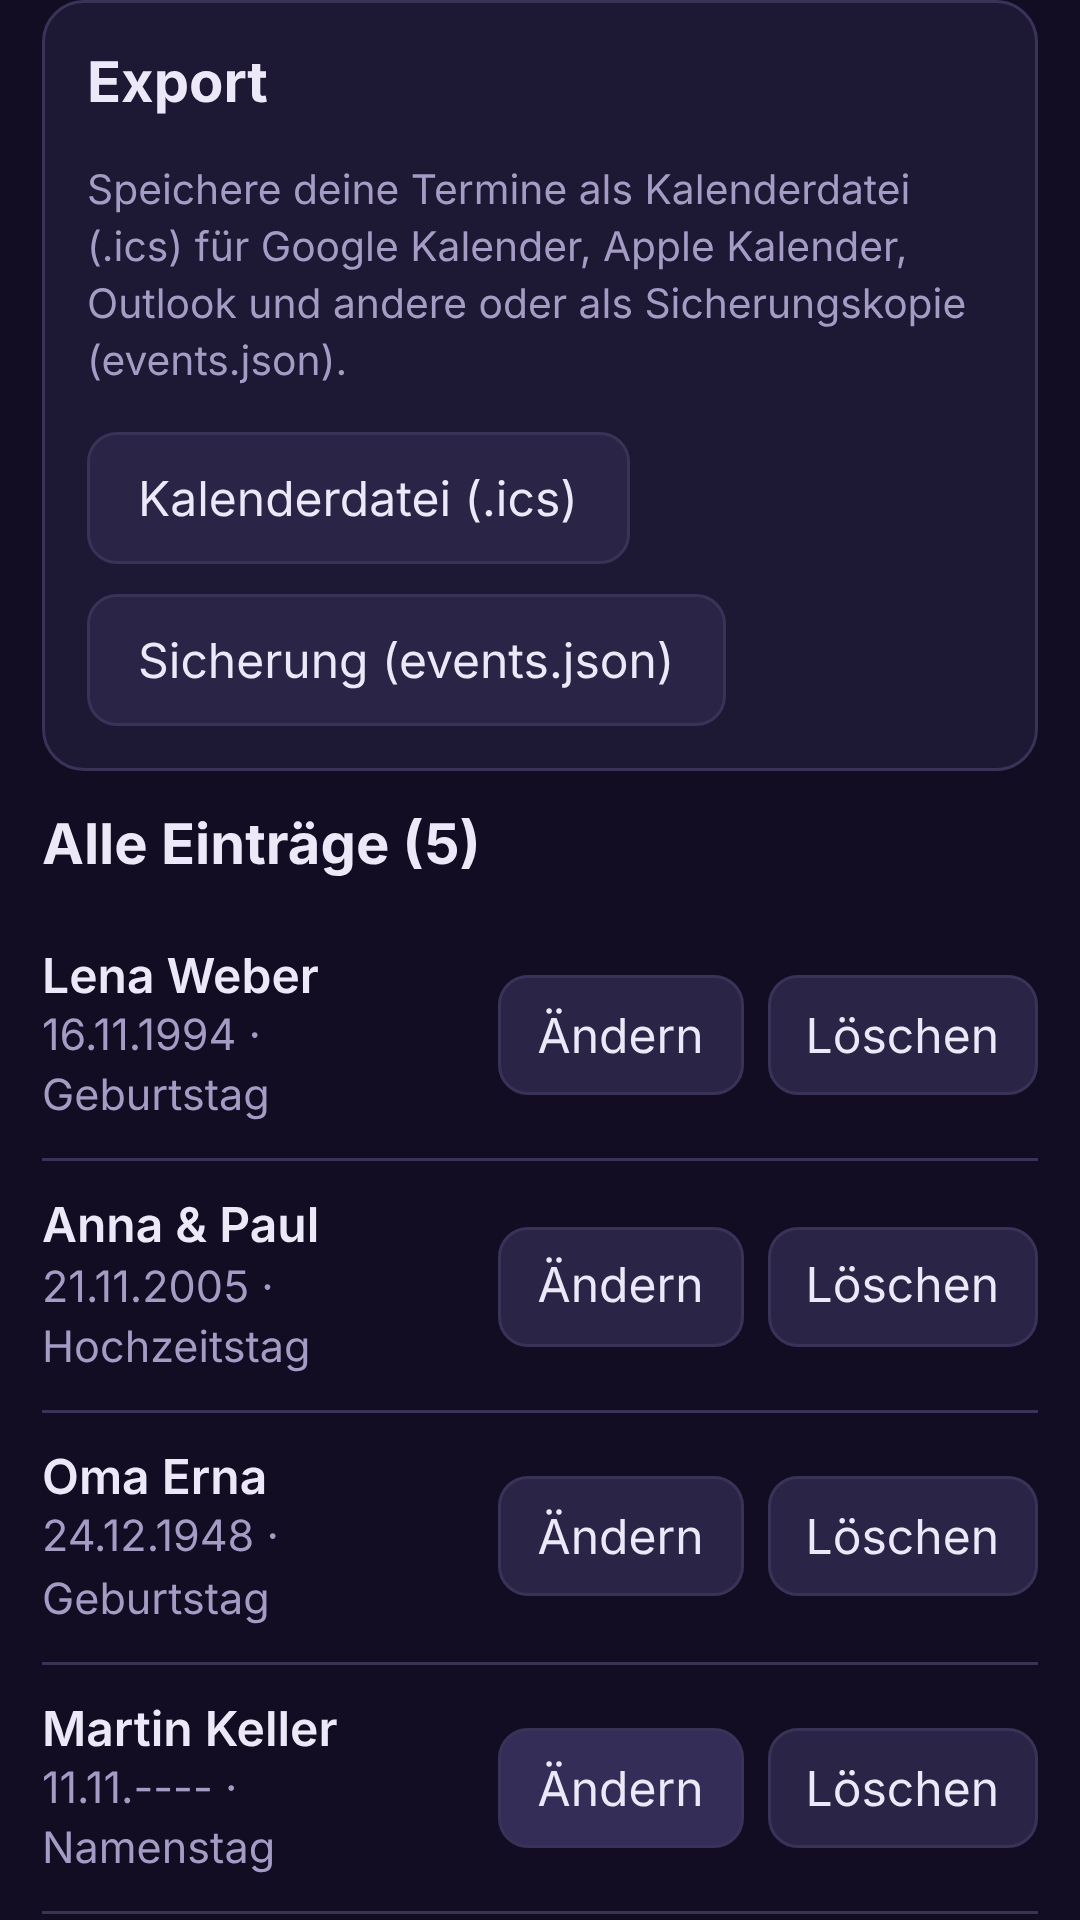 Export
Speichere deine Termine als Kalenderdatei
(.ics) für Google Kalender, Apple Kalender,
Outlook und andere oder als Sicherungskopie
(events.json).
Kalenderdatei (.ics)
Sicherung (events.json)
Alle Einträge (5)
Lena Weber
16.11.1994 ·
Geburtstag
Ändern
Löschen
Anna & Paul
21.11.2005 ·
Hochzeitstag
Ändern
Löschen
Oma Erna
24.12.1948 ·
Geburtstag
Ändern
Löschen
Martin Keller
11.11.---- ·
Namenstag
Ändern
Löschen